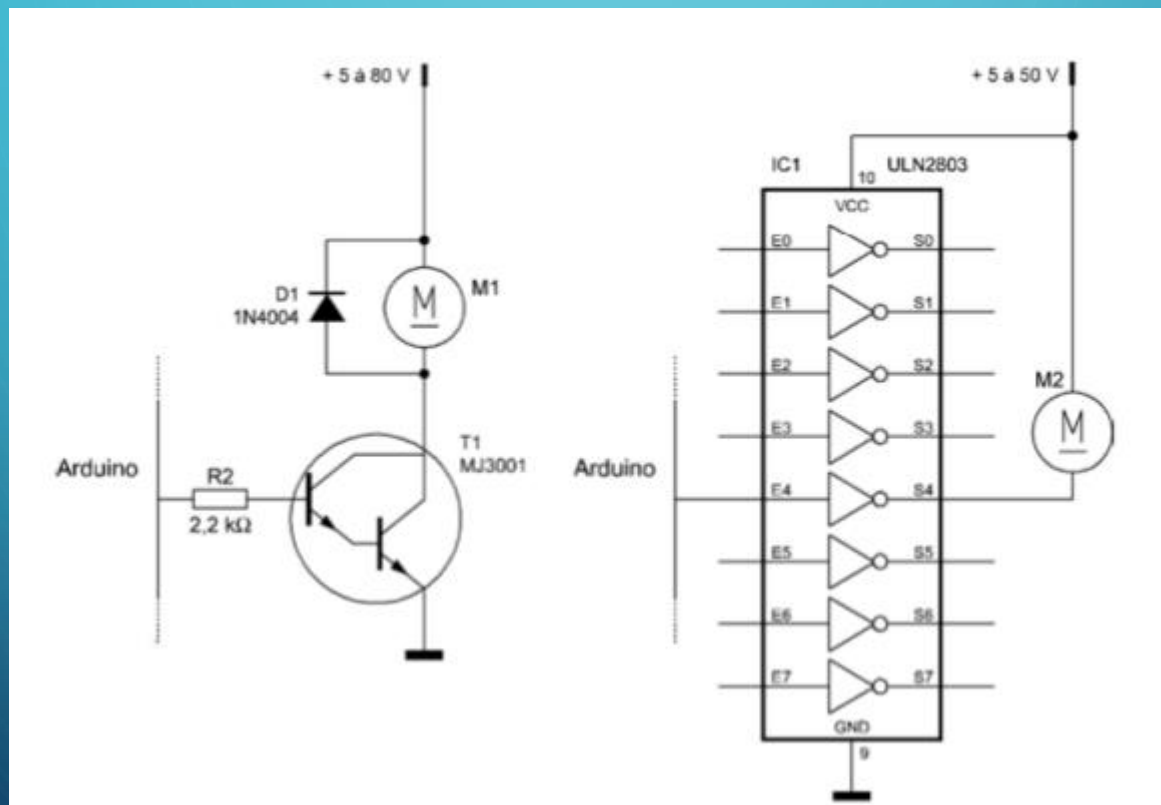 + 5 à 80 V
D1
1N4004
M
M1
T1
MJ3001
Arduino
R2
2,2 kΩ
+ 5 à 50 V
IC1
ULN2803
10
VCC
E0
S0
E1
S1
E2
S2
E3
S3
E4
S4
E5
S5
E6
S6
E7
S7
GND
9
M2
M
Arduino